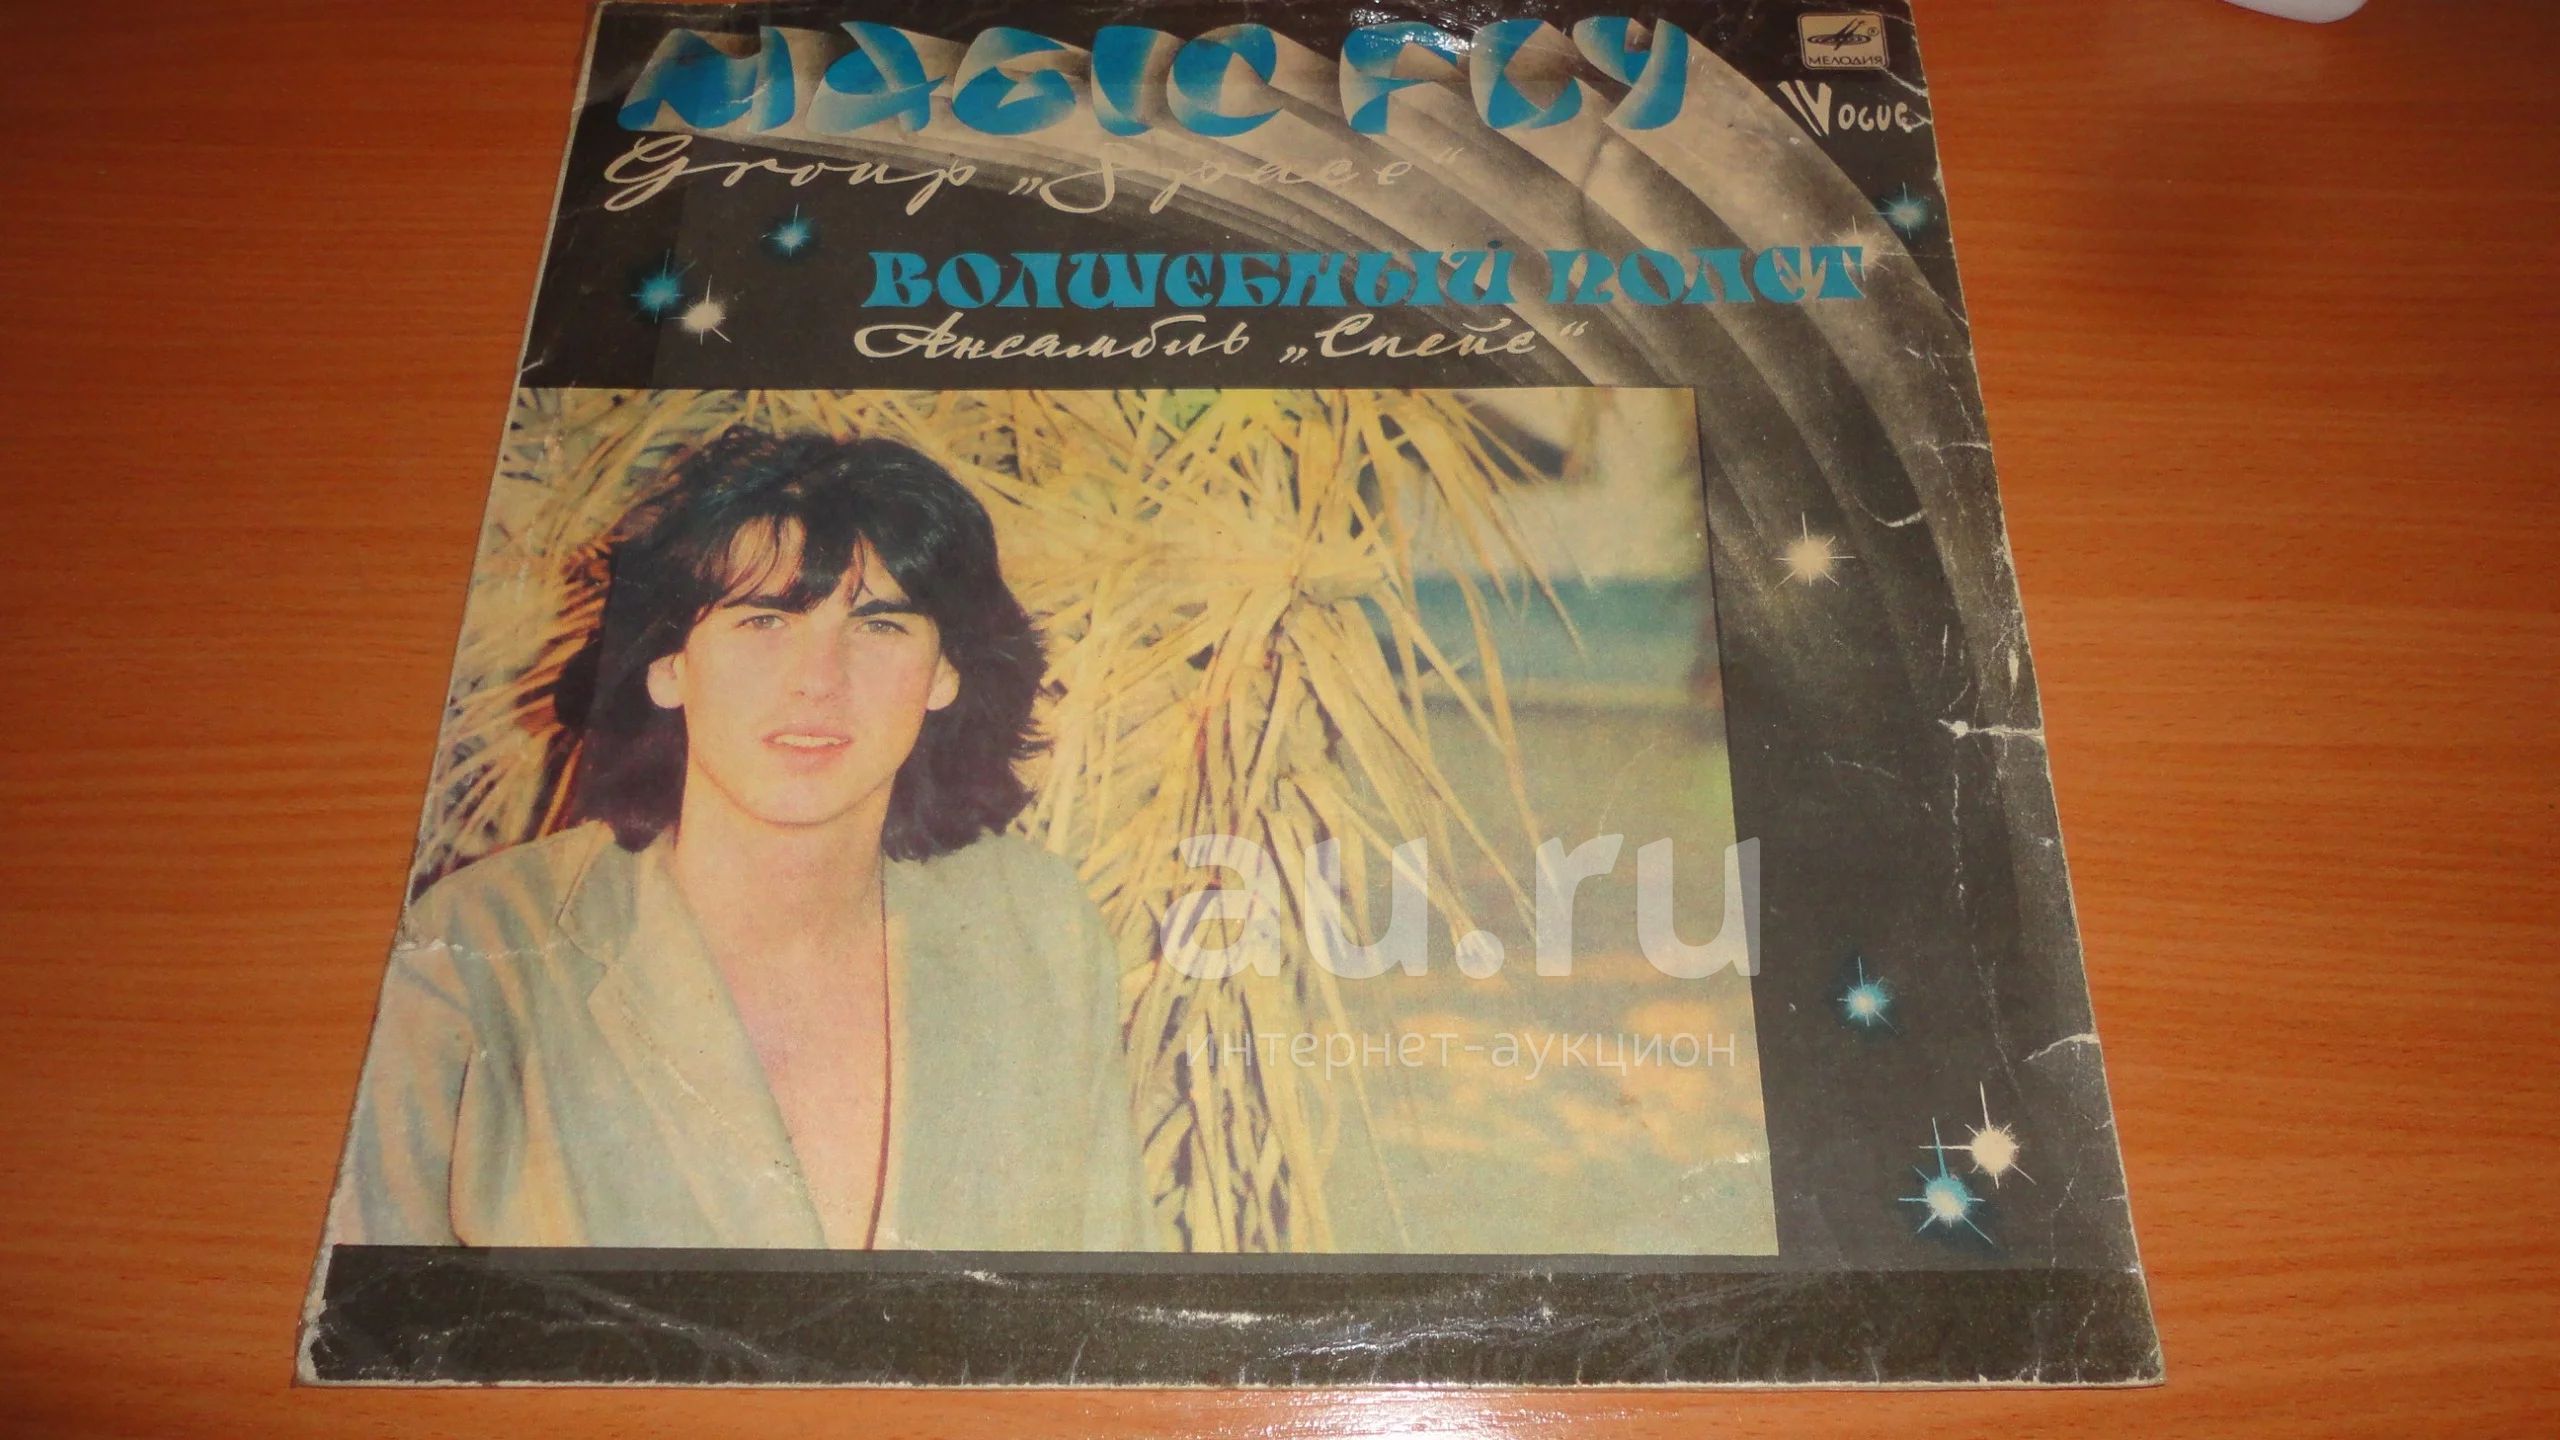 MAGIC FLY
МЕЛОДИЯ
VOGUE
Group „Space“
ВОЛШЕБНЫЙ ПОЛЕТ
Ансамбль „Спейс“
au.ru
интернет-аукцион